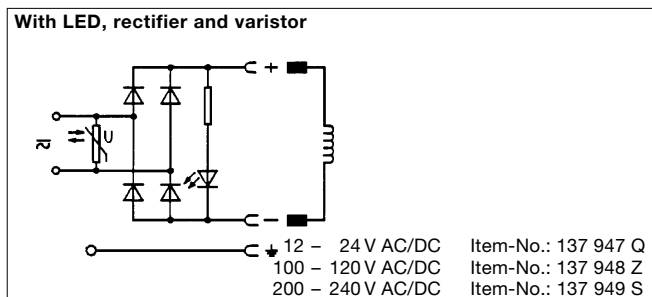 With LED, rectifier and varistor
+
U
−
12 – 24 V AC/DC Item-No.: 137 947 Q
100 – 120 V AC/DC Item-No.: 137 948 Z
200 – 240 V AC/DC Item-No.: 137 949 S